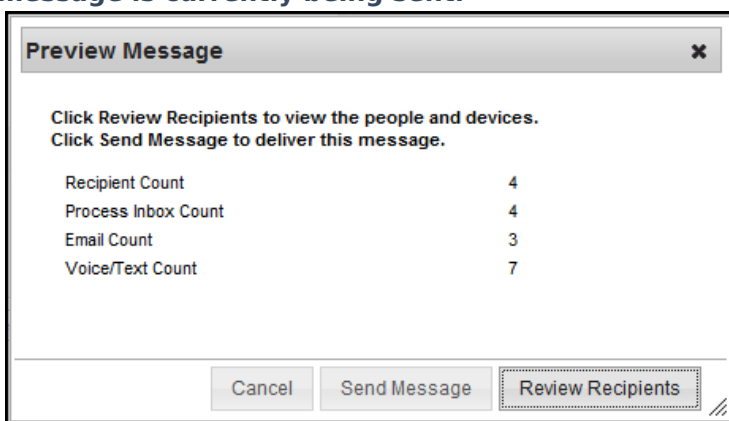 message is currently being sent.
Preview Message
Click Review Recipients to view the people and devices.
Click Send Message to deliver this message.
Recipient Count 4
Process Inbox Count 4
Email Count 3
Voice/Text Count 7
Cancel Send Message Review Recipients